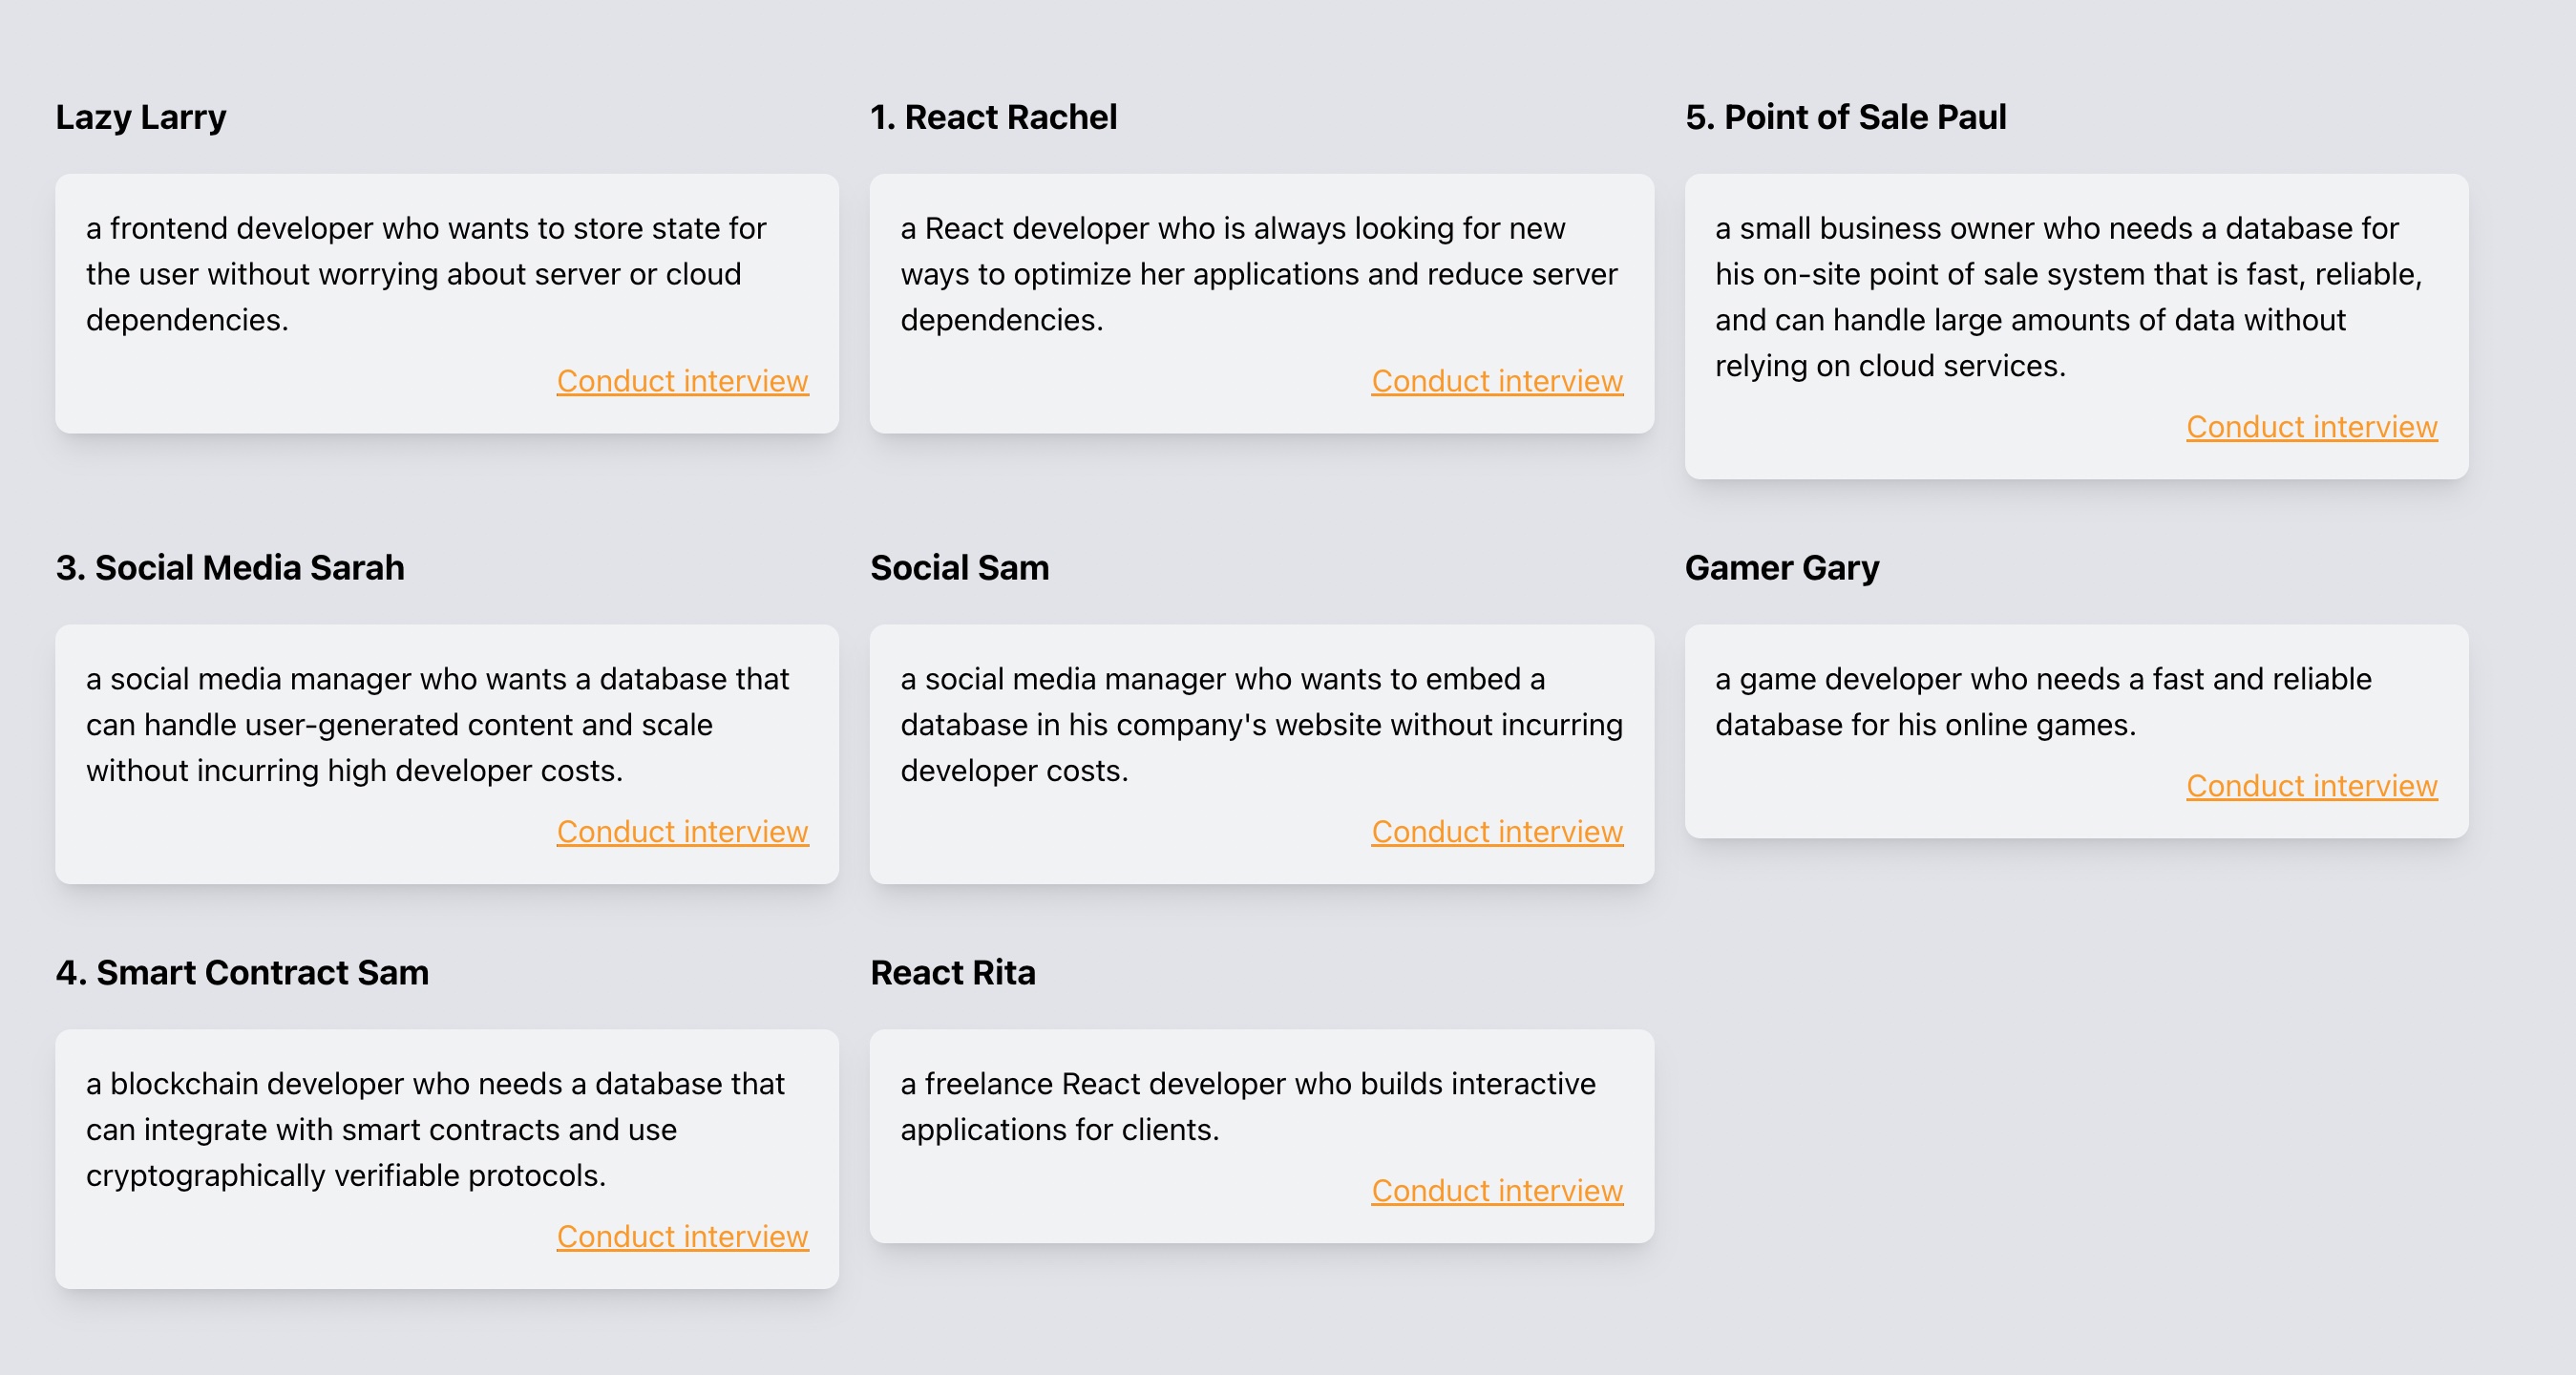 Lazy Larry
a frontend developer who wants to store state for
the user without worrying about server or cloud
dependencies.
Conduct interview
1. React Rachel
a React developer who is always looking for new
ways to optimize her applications and reduce server
dependencies.
Conduct interview
5. Point of Sale Paul
a small business owner who needs a database for
his on-site point of sale system that is fast, reliable,
and can handle large amounts of data without
relying on cloud services.
Conduct interview
3. Social Media Sarah
a social media manager who wants a database that
can handle user-generated content and scale
without incurring high developer costs.
Conduct interview
Social Sam
a social media manager who wants to embed a
database in his company's website without incurring
developer costs.
Conduct interview
Gamer Gary
a game developer who needs a fast and reliable
database for his online games.
Conduct interview
4. Smart Contract Sam
a blockchain developer who needs a database that
can integrate with smart contracts and use
cryptographically verifiable protocols.
Conduct interview
React Rita
a freelance React developer who builds interactive
applications for clients.
Conduct interview